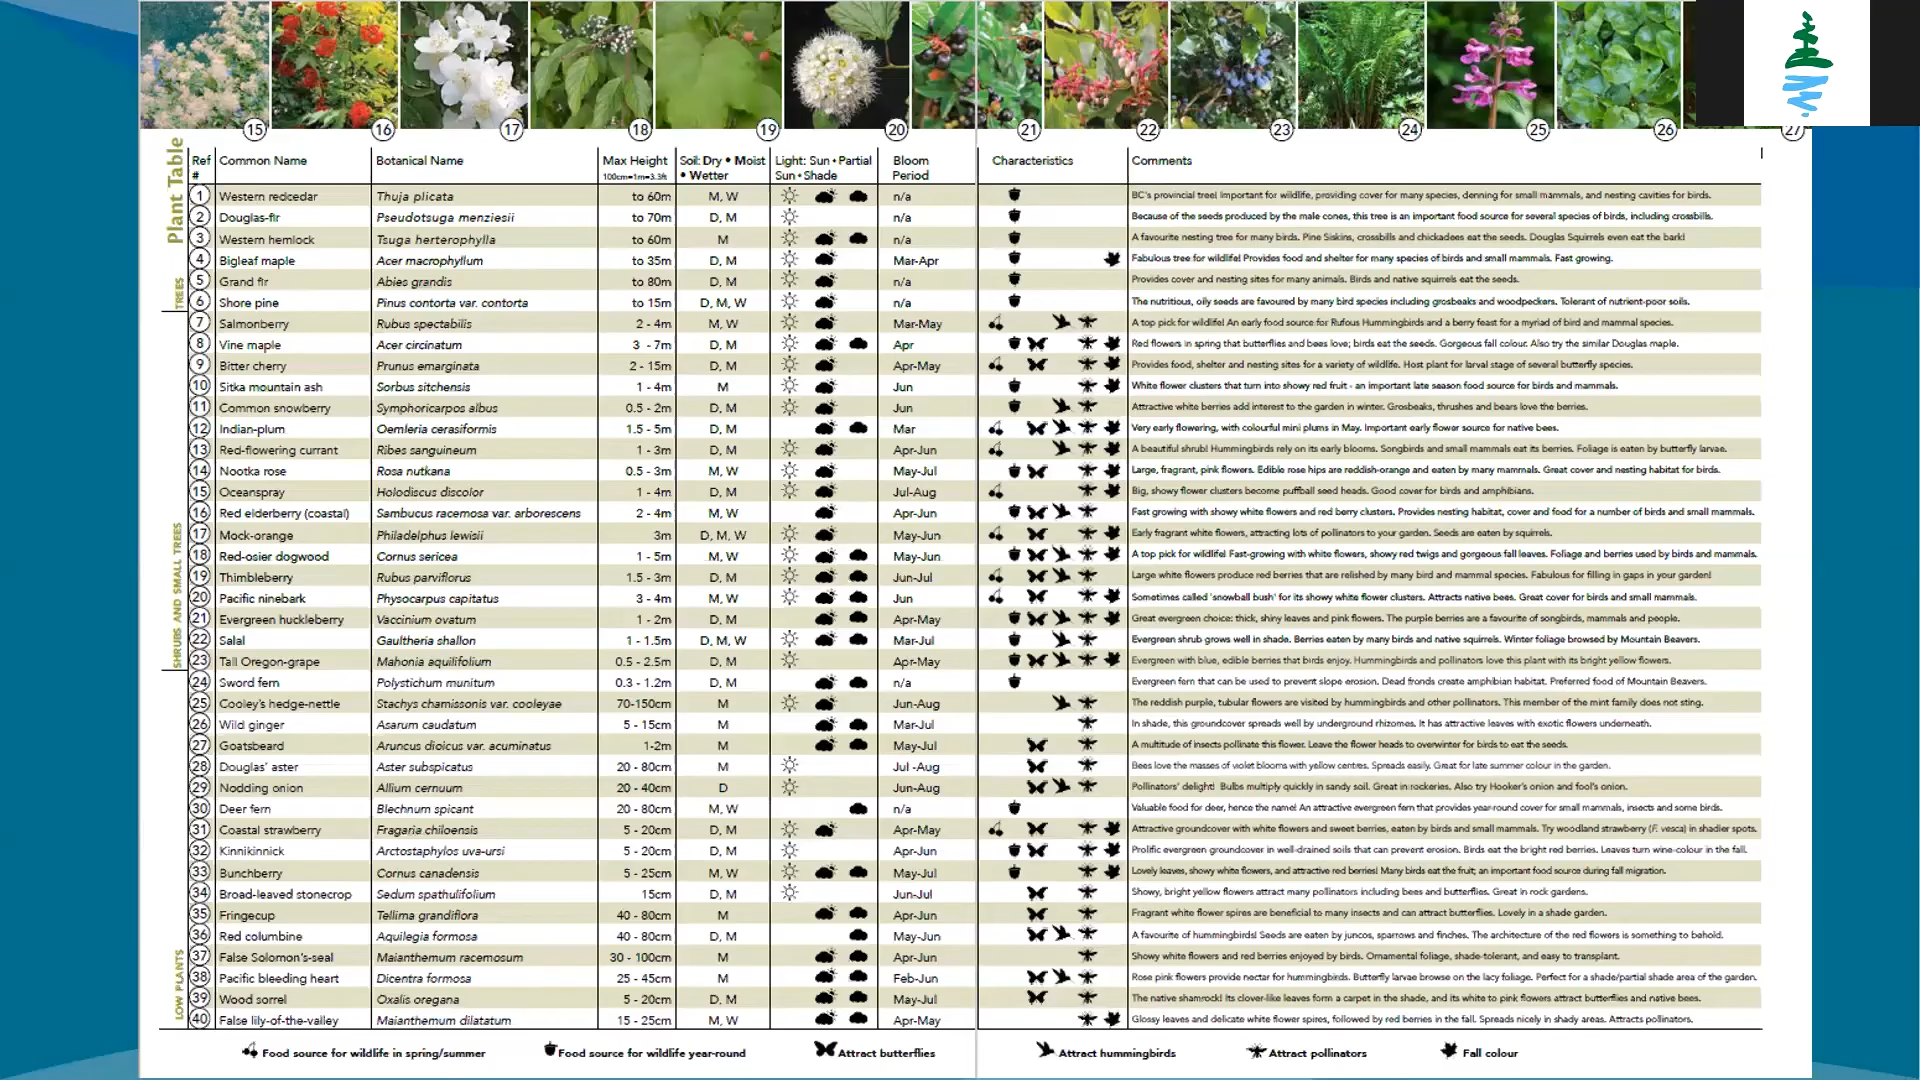 15 16 17 18 19 20 21 22 23 24 25 26 27
Plant Table
Ref # Common Name Botanical Name Max Height 100cm=1m=3.3ft Soil: Dry • Moist • Wetter Light: Sun • Partial Sun • Shade Bloom Period Characteristics Comments
TREES
1 Western redcedar Thuja plicata to 60m M, W n/a BC's provincial tree! Important for wildlife, providing cover for many species, denning for small mammals, and nesting cavities for birds.
2 Douglas-fir Pseudotsuga menziesii to 70m D, M n/a Because of the seeds produced by the male cones, this tree is an important food source for several species of birds, including crossbills.
3 Western hemlock Tsuga herterophylla to 60m M n/a A favourite nesting tree for many birds. Pine Siskins, crossbills and chickadees eat the seeds. Douglas Squirrels even eat the bark!
4 Bigleaf maple Acer macrophyllum to 35m D, M Mar-Apr Fabulous tree for wildlife! Provides food and shelter for many species of birds and small mammals. Fast growing.
5 Grand fir Abies grandis to 80m D, M n/a Provides cover and nesting sites for many animals. Birds and native squirrels eat the seeds.
6 Shore pine Pinus contorta var. contorta to 15m D, M, W n/a The nutritious, oily seeds are favoured by many bird species including grosbeaks and woodpeckers. Tolerant of nutrient-poor soils.
SHRUBS AND SMALL TREES
7 Salmonberry Rubus spectabilis 2 - 4m M, W Mar-May A top pick for wildlife! An early food source for Rufous Hummingbirds and a berry feast for a myriad of bird and mammal species.
8 Vine maple Acer circinatum 3 - 7m D, M Apr Red flowers in spring that butterflies and bees love; birds eat the seeds. Gorgeous fall colour. Also try the similar Douglas maple.
9 Bitter cherry Prunus emarginata 2 - 15m D, M Apr-May Provides food, shelter and nesting sites for a variety of wildlife. Host plant for larval stage of several butterfly species.
10 Sitka mountain ash Sorbus sitchensis 1 - 4m M Jun White flower clusters that turn into showy red fruit - an important late season food source for birds and mammals.
11 Common snowberry Symphoricarpos albus 0.5 - 2m D, M Jun Attractive white berries add interest to the garden in winter. Grosbeaks, thrushes and bears love the berries.
12 Indian-plum Oemleria cerasiformis 1.5 - 5m D, M Mar Very early flowering, with colourful mini plums in May. Important early flower source for native bees.
13 Red-flowering currant Ribes sanguineum 1 - 3m D, M Apr-Jun A beautiful shrub! Hummingbirds rely on its early blooms. Songbirds and small mammals eat its berries. Foliage is eaten by butterfly larvae.
14 Nootka rose Rosa nutkana 0.5 - 3m M, W May-Jul Large, fragrant, pink flowers. Edible rose hips are reddish-orange and eaten by many mammals. Great cover and nesting habitat for birds.
15 Oceanspray Holodiscus discolor 1 - 4m D, M Jul-Aug Big, showy flower clusters become puffball seed heads. Good cover for birds and amphibians.
16 Red elderberry (coastal) Sambucus racemosa var. arborescens 2 - 4m M, W Apr-Jun Fast growing with showy white flowers and red berry clusters. Provides nesting habitat, cover and food for a number of birds and small mammals.
17 Mock-orange Philadelphus lewisii 3m D, M, W May-Jun Early fragrant white flowers, attracting lots of pollinators to your garden. Seeds are eaten by squirrels.
18 Red-osier dogwood Cornus sericea 1 - 5m M, W May-Jun A top pick for wildlife! Fast-growing with white flowers, showy red twigs and gorgeous fall leaves. Foliage and berries used by birds and mammals.
19 Thimbleberry Rubus parviflorus 1.5 - 3m D, M Jun-Jul Large white flowers produce red berries that are relished by many bird and mammal species. Fabulous for filling in gaps in your garden!
20 Pacific ninebark Physocarpus capitatus 3 - 4m M, W Jun Sometimes called 'snowball bush' for its showy white flower clusters. Attracts native bees. Great cover for birds and small mammals.
21 Evergreen huckleberry Vaccinium ovatum 1 - 2m D, M Apr-May Great evergreen choice: thick, shiny leaves and pink flowers. The purple berries are a favourite of songbirds, mammals and people.
22 Salal Gaultheria shallon 1 - 1.5m D, M, W Mar-Jul Evergreen shrub grows well in shade. Berries eaten by many birds and native squirrels. Winter foliage browsed by Mountain Beavers.
23 Tall Oregon-grape Mahonia aquilifolium 0.5 - 2.5m D, M Apr-May Evergreen with blue, edible berries that birds enjoy. Hummingbirds and pollinators love this plant with its bright yellow flowers.
LOW PLANTS
24 Sword fern Polystichum munitum 0.3 - 1.2m D, M n/a Evergreen fern that can be used to prevent slope erosion. Dead fronds create amphibian habitat. Preferred food of Mountain Beavers.
25 Cooley's hedge-nettle Stachys chamissonis var. cooleyae 70-150cm M Jun-Aug The reddish purple, tubular flowers are visited by hummingbirds and other pollinators. This member of the mint family does not sting.
26 Wild ginger Asarum caudatum 5 - 15cm M Mar-Jul In shade, this groundcover spreads well by underground rhizomes. It has attractive leaves with exotic flowers underneath.
27 Goatsbeard Aruncus dioicus var. acuminatus 1-2m M May-Jul A multitude of insects pollinate this flower. Leave the flower heads to overwinter for birds to eat the seeds.
28 Douglas' aster Aster subspicatus 20 - 80cm M Jul -Aug Bees love the masses of violet blooms with yellow centres. Spreads easily. Great for late summer colour in the garden.
29 Nodding onion Allium cernuum 20 - 40cm D Jun-Aug Pollinators' delight! Bulbs multiply quickly in sandy soil. Great in rockeries. Also try Hooker's onion and fool's onion.
30 Deer fern Blechnum spicant 20 - 80cm M, W n/a Valuable food for deer, hence the name! An attractive evergreen fern that provides year-round cover for small mammals, insects and some birds.
31 Coastal strawberry Fragaria chiloensis 5 - 20cm D, M Apr-May Attractive groundcover with white flowers and sweet berries, eaten by birds and small mammals. Try woodland strawberry (F. vesca) in shadier spots.
32 Kinnikinnick Arctostaphylos uva-ursi 5 - 20cm D, M Apr-Jun Prolific evergreen groundcover in well-drained soils that can prevent erosion. Birds eat the bright red berries. Leaves turn wine-colour in the fall.
33 Bunchberry Cornus canadensis 5 - 25cm M, W May-Jul Lovely leaves, showy white flowers, and attractive red berries! Many birds eat the fruit; an important food source during fall migration.
34 Broad-leaved stonecrop Sedum spathulifolium 15cm D, M Jun-Jul Showy, bright yellow flowers attract many pollinators including bees and butterflies. Great in rock gardens.
35 Fringecup Tellima grandiflora 40 - 80cm M Apr-Jun Fragrant white flower spires are beneficial to many insects and can attract butterflies. Lovely in a shade garden.
36 Red columbine Aquilegia formosa 40 - 80cm D, M May-Jun A favourite of hummingbirds! Seeds are eaten by juncos, sparrows and finches. The architecture of the red flowers is something to behold.
37 False Solomon's-seal Maianthemum racemosum 30 - 100cm M Apr-Jun Showy white flowers and red berries enjoyed by birds. Ornamental foliage, shade-tolerant, and easy to transplant.
38 Pacific bleeding heart Dicentra formosa 25 - 45cm M Feb-Jun Rose pink flowers provide nectar for hummingbirds. Butterfly larvae browse on the lacy foliage. Perfect for a shade/partial shade area of the garden.
39 Wood sorrel Oxalis oregana 5 - 20cm D, M May-Jul The native shamrock! Its clover-like leaves form a carpet in the shade, and its white to pink flowers attract butterflies and native bees.
40 False lily-of-the-valley Maianthemum dilatatum 15 - 25cm M, W Apr-May Glossy leaves and delicate white flower spires, followed by red berries in the fall. Spreads nicely in shady areas. Attracts pollinators.
Food source for wildlife in spring/summer Food source for wildlife year-round Attract butterflies Attract hummingbirds Attract pollinators Fall colour